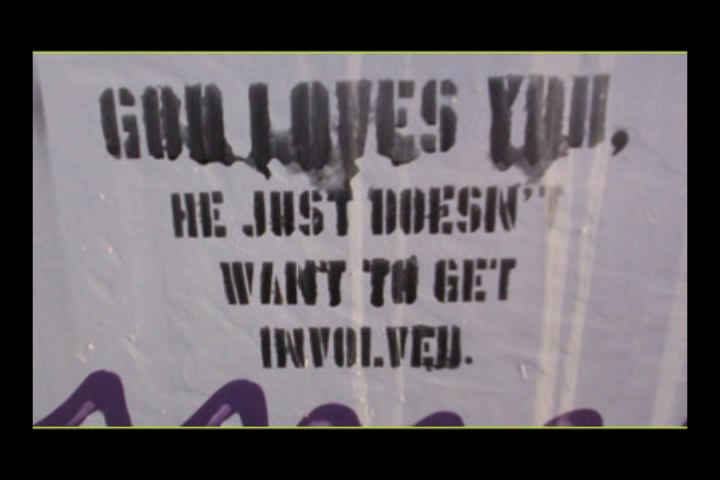 GOD LOVES YOU,
HE JUST DOESN'T
WANT TO GET
INVOLVED.